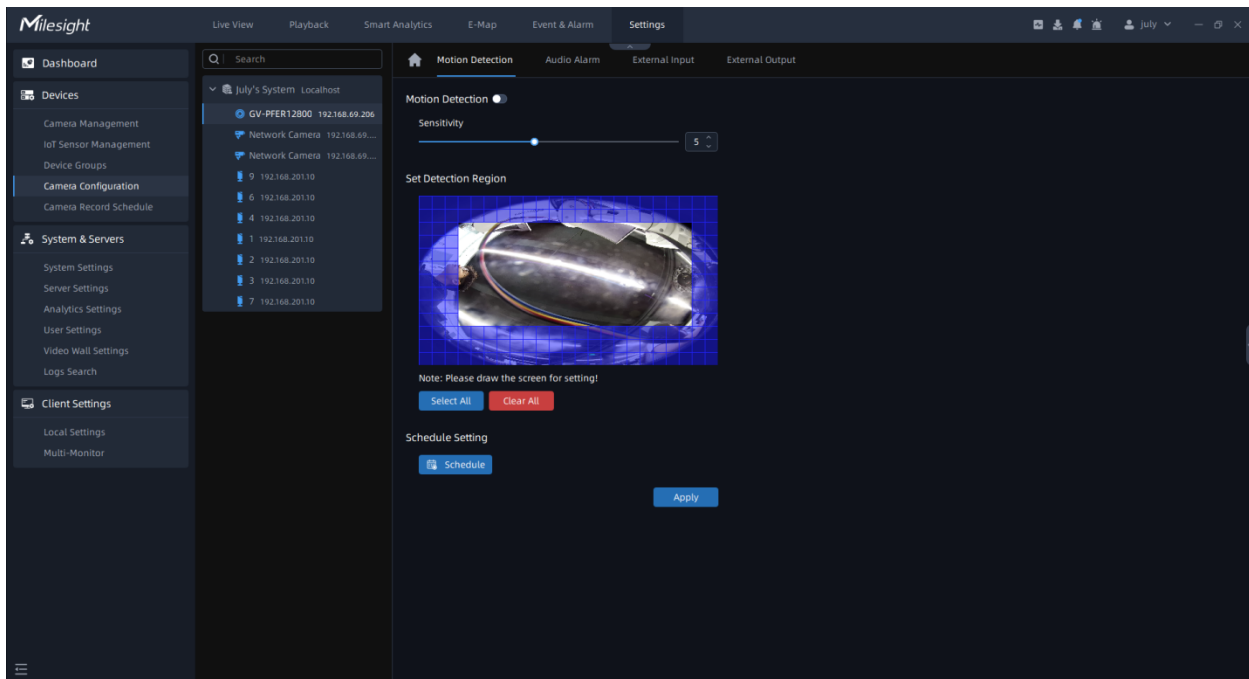 Milesight
Live View Playback Smart Analytics E-Map Event & Alarm Settings july
Dashboard
Devices
Camera Management
IoT Sensor Management
Device Groups
Camera Configuration
Camera Record Schedule
System & Servers
System Settings
Server Settings
Analytics Settings
User Settings
Video Wall Settings
Logs Search
Client Settings
Local Settings
Multi-Monitor
Search
July's System Localhost
GV-PFER12800 192.168.69.206
Network Camera 192.168.69....
Network Camera 192.168.69....
9 192.168.201.10
6 192.168.201.10
4 192.168.201.10
1 192.168.201.10
2 192.168.201.10
3 192.168.201.10
7 192.168.201.10
Motion Detection Audio Alarm External Input External Output
Motion Detection
Sensitivity
5
Set Detection Region
Note: Please draw the screen for setting!
Select All Clear All
Schedule Setting
Schedule
Apply